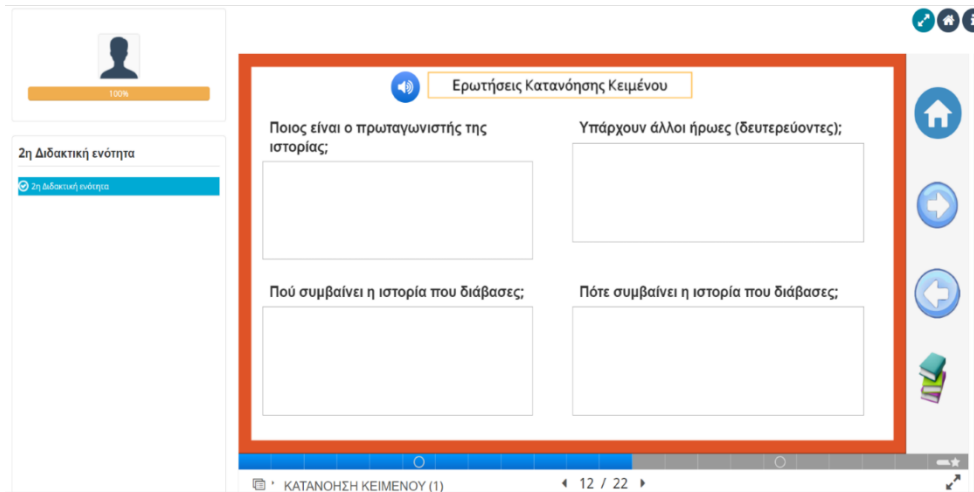 100%
2η Διδακτική ενότητα
2η Διδακτική ενότητα
Ερωτήσεις Κατανόησης Κειμένου
Ποιος είναι ο πρωταγωνιστής της
ιστορίας;
Υπάρχουν άλλοι ήρωες (δευτερεύοντες);
Πού συμβαίνει η ιστορία που διάβασες;
Πότε συμβαίνει η ιστορία που διάβασες;
ΚΑΤΑΝΟΗΣΗ ΚΕΙΜΕΝΟΥ (1)
12 / 22